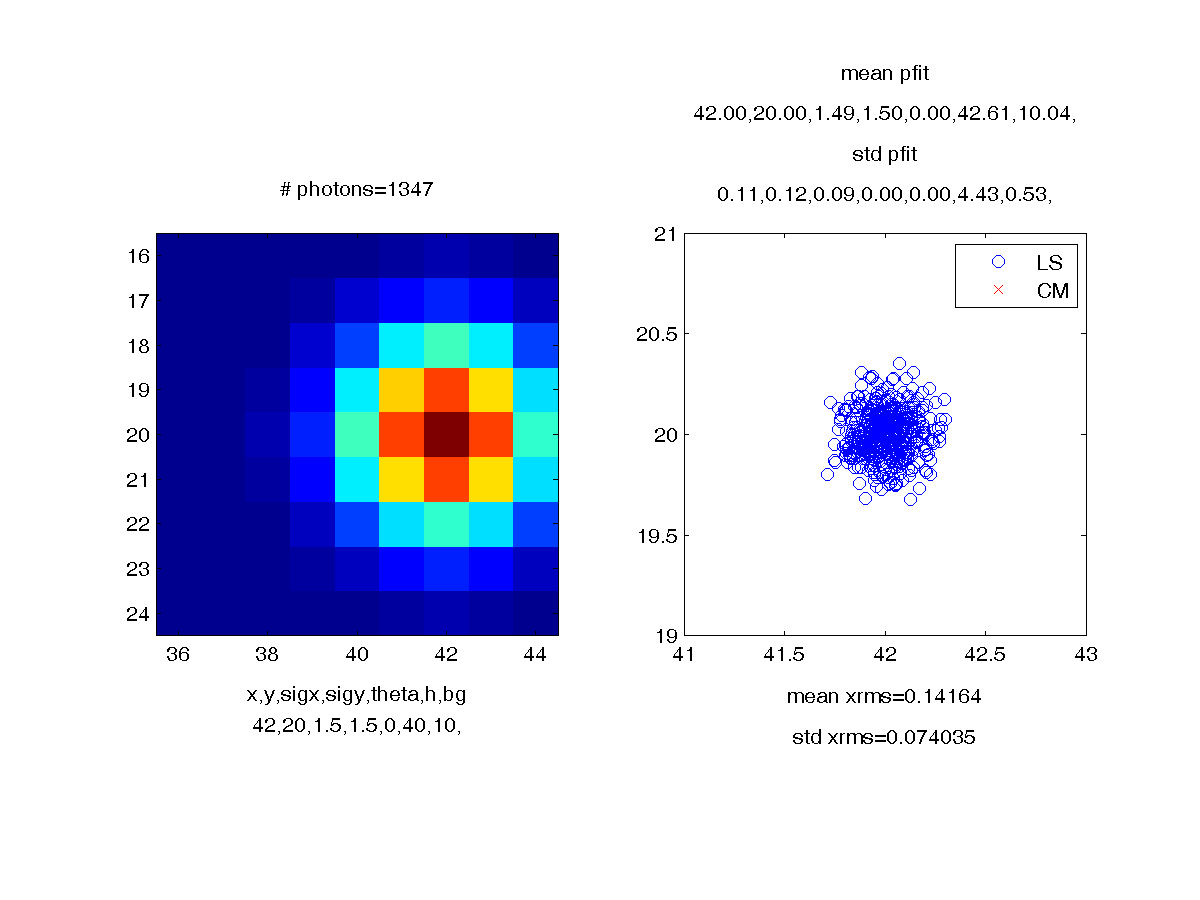 # photons=1347
16
17
18
19
20
21
22
23
24
36 38 40 42 44
x,y,sigx,sigy,theta,h,bg
42,20,1.5,1.5,0,40,10,
mean pfit
42.00,20.00,1.49,1.50,0.00,42.61,10.04,
std pfit
0.11,0.12,0.09,0.00,0.00,4.43,0.53,
21
20.5
20
19.5
19
LS
CM
41 41.5 42 42.5 43
mean xrms=0.14164
std xrms=0.074035